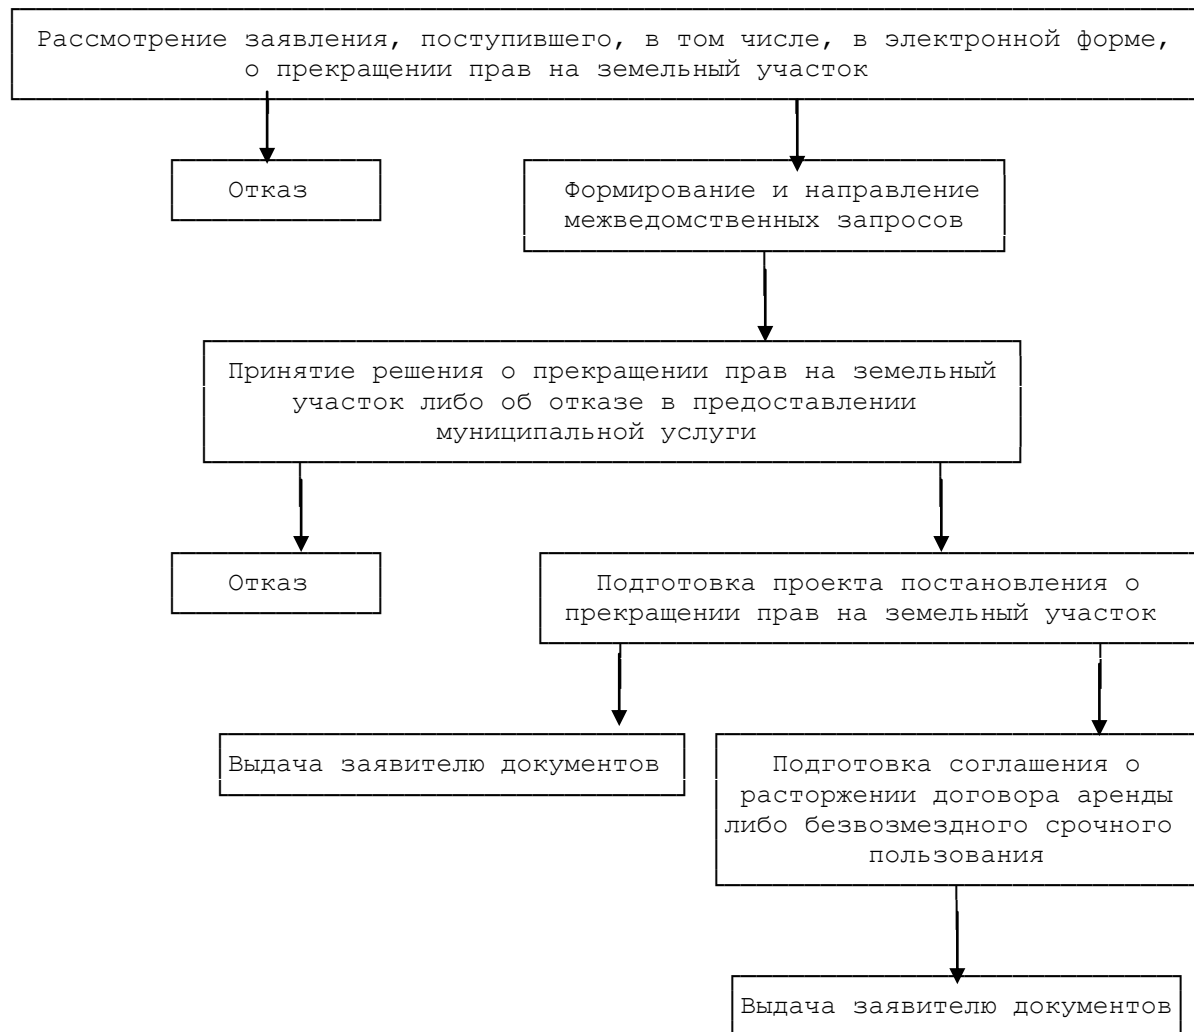 Рассмотрение заявления, поступившего, в том числе, в электронной форме,
о прекращении прав на земельный участок
Отказ
Формирование и направление
межведомственных запросов
Принятие решения о прекращении прав на земельный
участок либо об отказе в предоставлении
муниципальной услуги
Отказ
Подготовка проекта постановления о
прекращении прав на земельный участок
Выдача заявителю документов
Подготовка соглашения о
расторжении договора аренды
либо безвозмездного срочного
пользования
Выдача заявителю документов